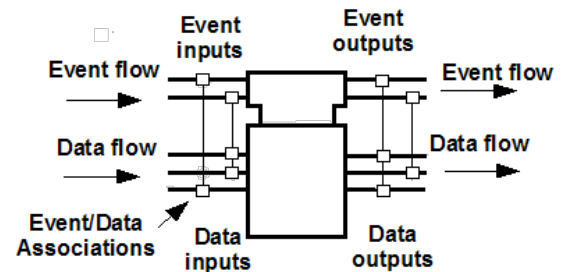 Event
inputs
Event
outputs
Event flow
Event flow
Data flow
Data flow
Event/Data
Associations
Data
inputs
Data
outputs